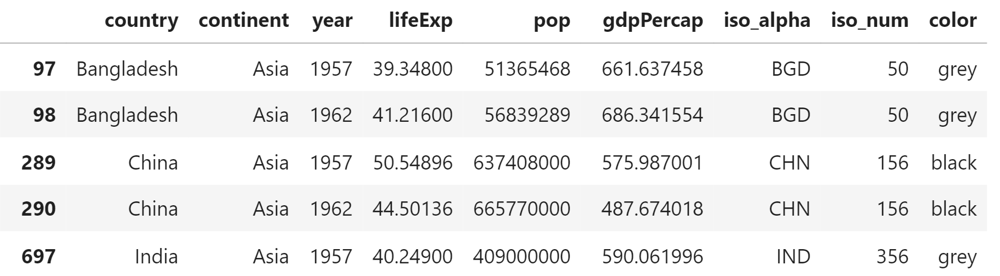 country continent year lifeExp pop gdpPercap iso_alpha iso_num color
97 Bangladesh Asia 1957 39.34800 51365468 661.637458 BGD 50 grey
98 Bangladesh Asia 1962 41.21600 56839289 686.341554 BGD 50 grey
289 China Asia 1957 50.54896 637408000 575.987001 CHN 156 black
290 China Asia 1962 44.50136 665770000 487.674018 CHN 156 black
697 India Asia 1957 40.24900 409000000 590.061996 IND 356 grey